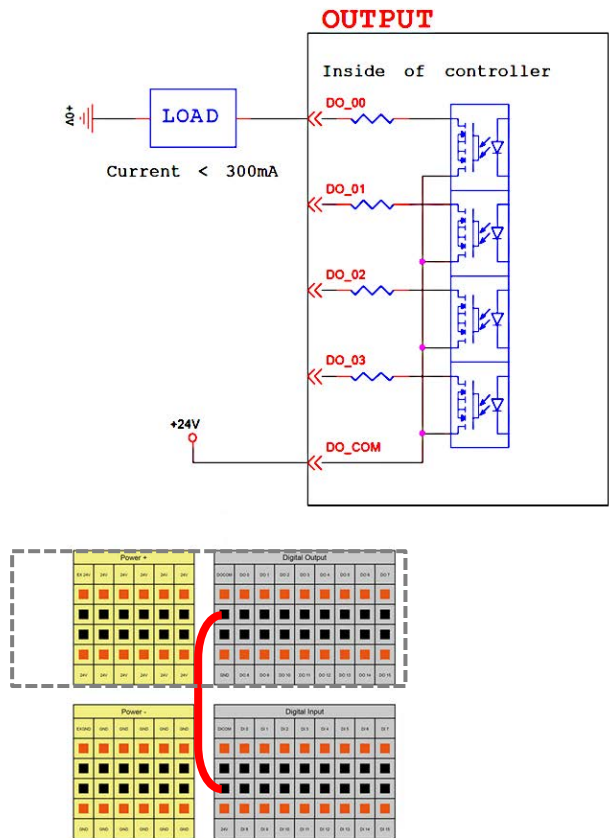 OUTPUT
Inside of controller
DO_00
+0V
LOAD
Current < 300mA
DO_01
DO_02
DO_03
+24V
DO_COM
Power + Digital Output
EX 24V 24V 24V 24V 24V 24V DOCOM DO 0 DO 1 DO 2 DO 3 DO 4 DO 5 DO 6 DO 7
24V 24V 24V 24V 24V 24V GND DO 8 DO 9 DO 10 DO 11 DO 12 DO 13 DO 14 DO 15
Power - Digital Input
EXGND GND GND GND GND GND DICOM DI 0 DI 1 DI 2 DI 3 DI 4 DI 5 DI 6 DI 7
GND GND GND GND GND GND 24V DI 8 DI 9 DI 10 DI 11 DI 12 DI 13 DI 14 DI 15